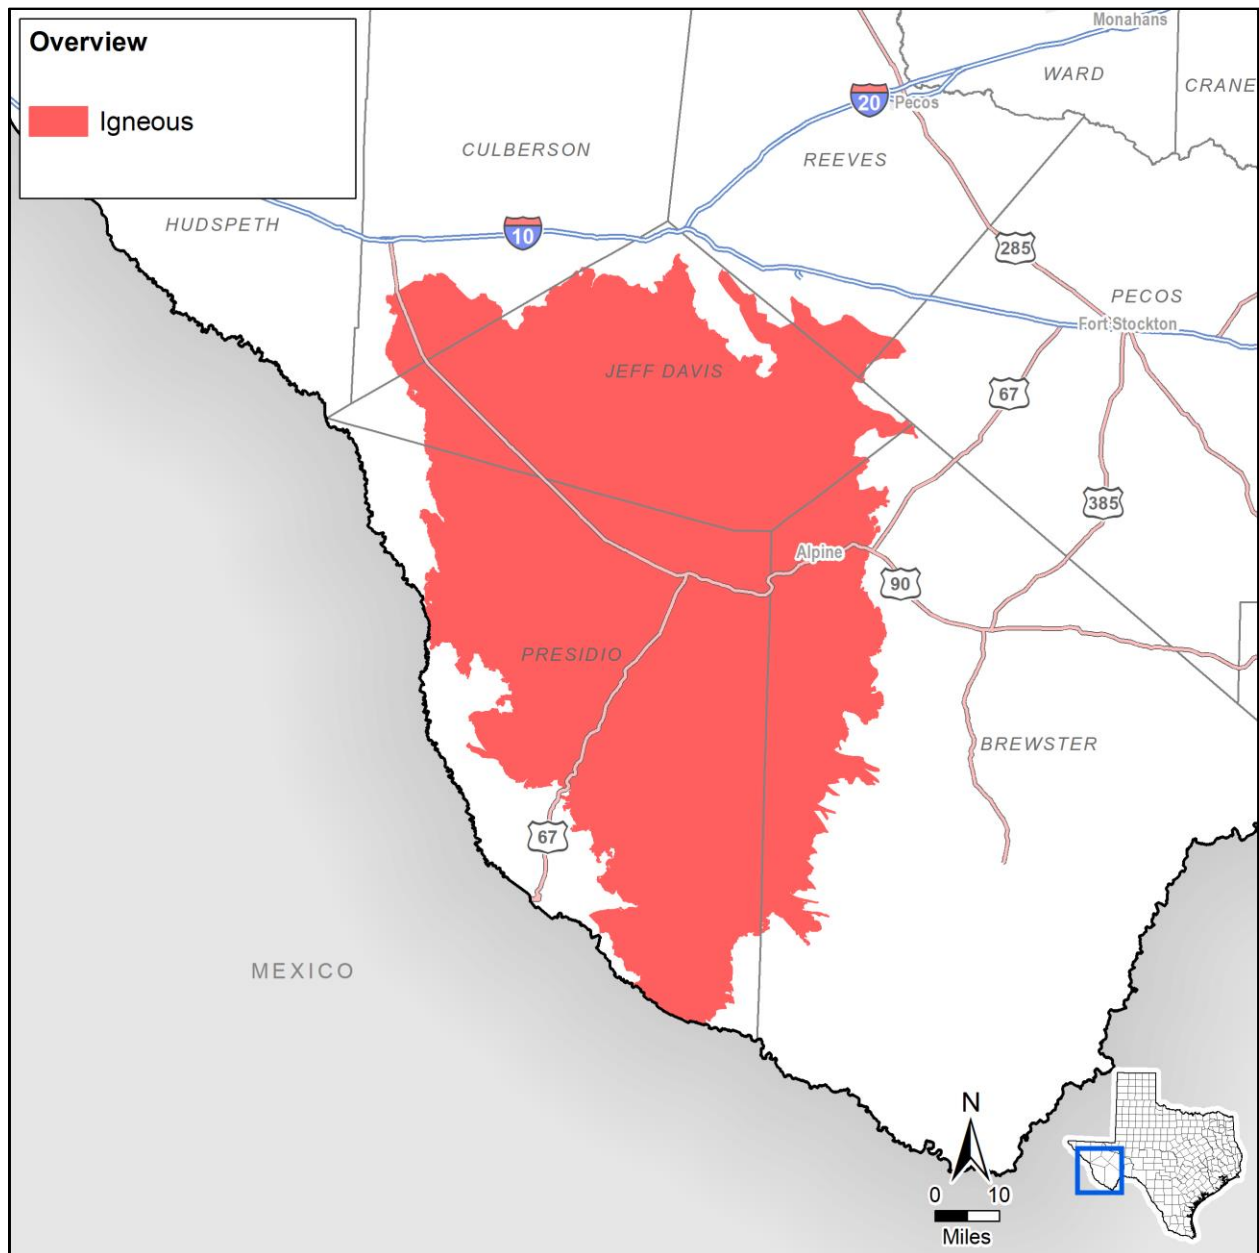 Overview
Igneous
Monahans
WARD
CRANE
20
Pecos
CULBERSON
REEVES
HUDSPETH
10
285
PECOS
Fort Stockton
JEFF DAVIS
67
385
Alpine
90
PRESIDIO
BREWSTER
67
MEXICO
N
0 10
Miles